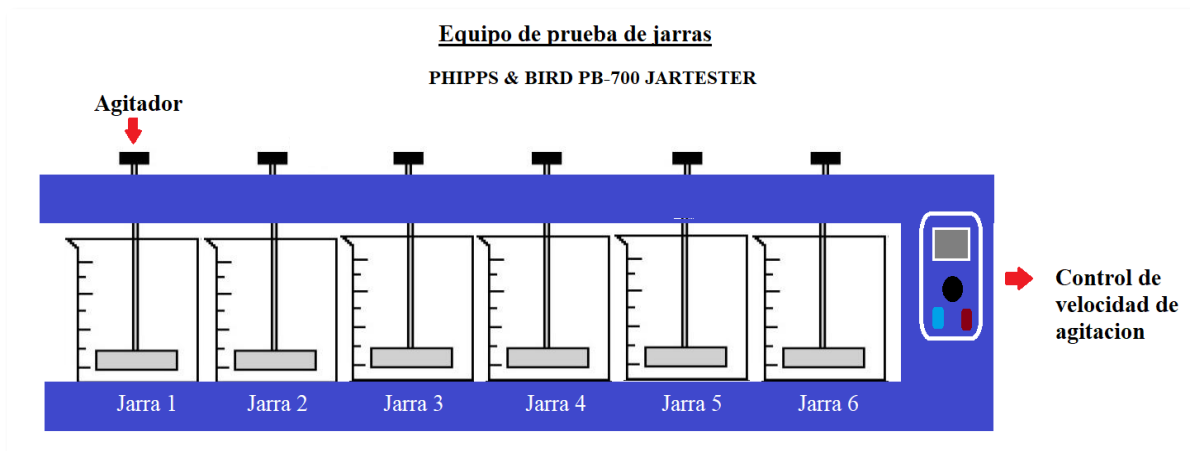 Equipo de prueba de jarras
PHIPPS & BIRD PB-700 JARTESTER
Agitador
Control de
velocidad de
agitacion
Jarra 1
Jarra 2
Jarra 3
Jarra 4
Jarra 5
Jarra 6